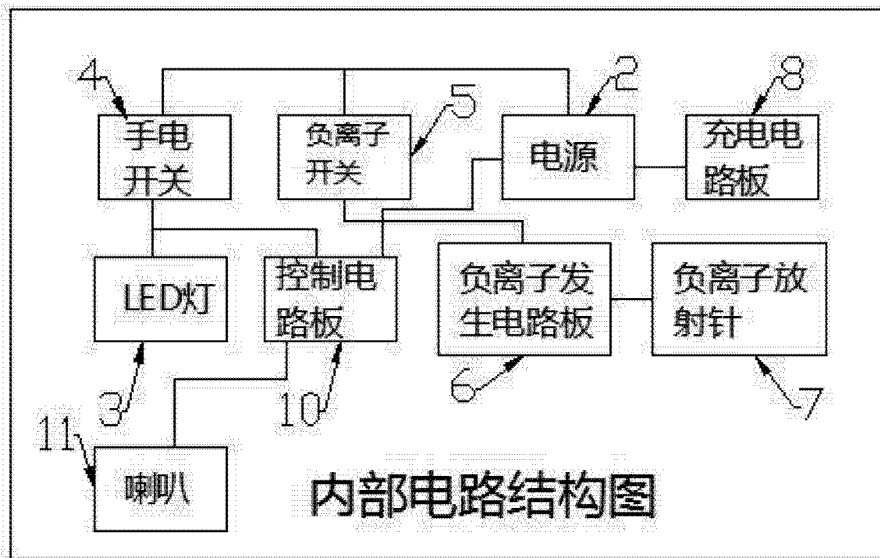 4
2
8
5
手电
开关
负离子
开关
电源
充电电
路板
LED灯
控制电
路板
负离子发
生电路板
负离子放
射针
3
10
6
7
11
喇叭
内部电路结构图